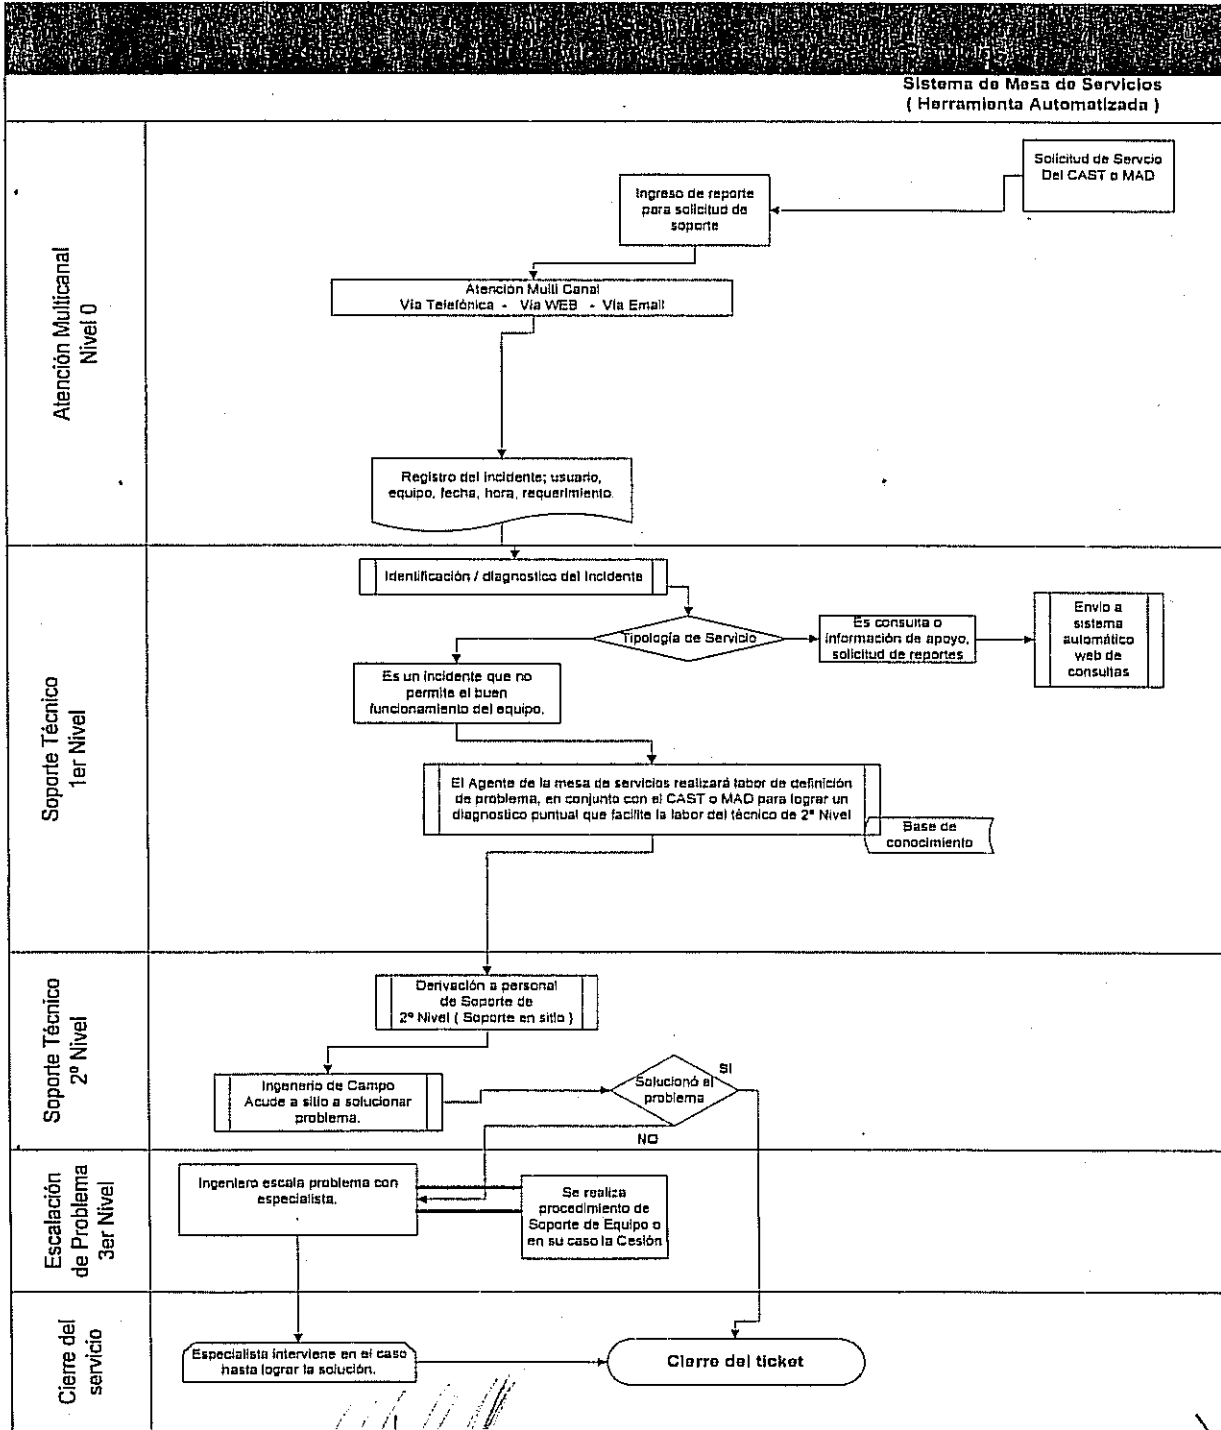 Sistema de Mesa de Servicios
( Herramienta Automatizada )
Atención Multicanal
Nivel 0
Solicitud de Servcio
Del CAST o MAD
Ingreso de reporte
para solicitud de
soporte
Atención Multi Canal
Vía Telefónica - Vía WEB - Vía Email
Registro del incidente; usuario,
equipo, fecha, hora, requerimiento.
Soporte Técnico
1er Nivel
Identificación / diagnostico del Incidente
Tipología de Servicio
Es consulta o
información de apoyo,
solicitud de reportes
Envío a
sistema
automático
web de
consultas
Es un incidente que no
permite el buen
funcionamiento del equipo.
El Agente de la mesa de servicios realizará labor de definición
de problema, en conjunto con el CAST o MAD para lograr un
diagnostico puntual que facilite la labor del técnico de 2º Nivel
Base de
conocimiento
Soporte Técnico
2º Nivel
Derivación a personal
de Soporte de
2º Nivel ( Soporte en sitio )
Ingenerio de Campo
Acude a sitio a solucionar
problema.
Solucionó el
problema
SI
NO
Escalación
de Problema
3er Nivel
Ingeniero escala problema con
especialista.
Se realiza
procedimiento de
Soporte de Equipo o
en su caso la Cesión
Cierre del
servicio
Especialista interviene en el caso
hasta lograr la solución.
Cierre del ticket